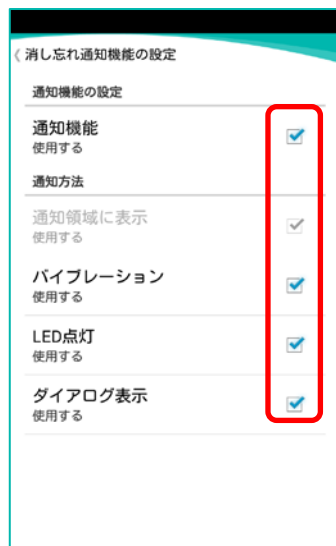 消し忘れ通知機能の設定
通知機能の設定
通知機能
使用する
通知方法
通知領域に表示
使用する
バイブレーション
使用する
LED点灯
使用する
ダイアログ表示
使用する